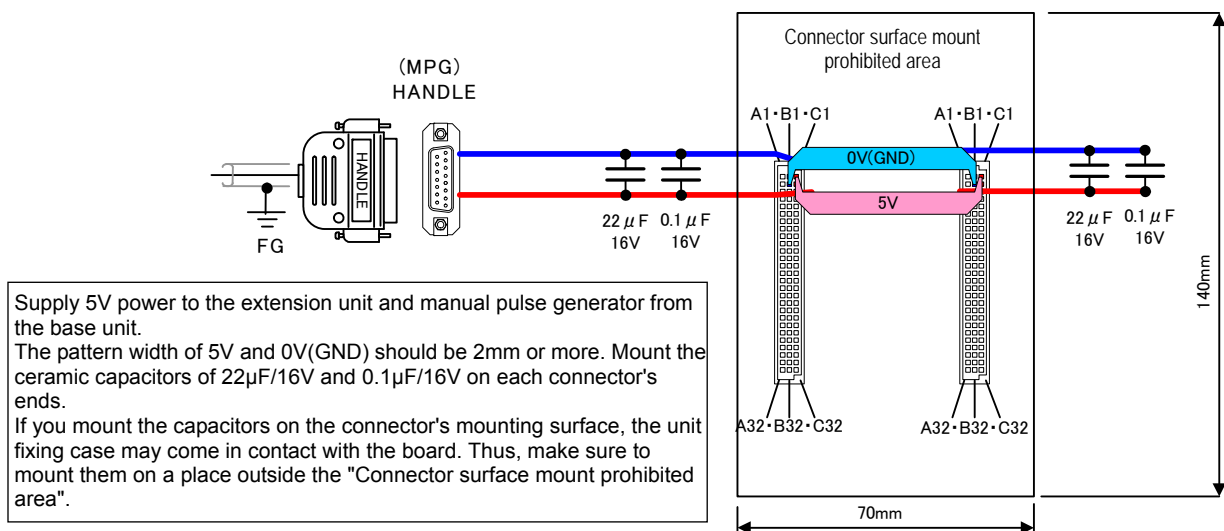 Connector surface mount
prohibited area
(MPG)
HANDLE
A1・B1・C1
A1・B1・C1
HANDLE
0V(GND)
5V
FG
22μF
16V
0.1μF
16V
22μF
16V
0.1μF
16V
140mm
Supply 5V power to the extension unit and manual pulse generator from
the base unit.
The pattern width of 5V and 0V(GND) should be 2mm or more. Mount the
ceramic capacitors of 22μF/16V and 0.1μF/16V on each connector's
ends.
If you mount the capacitors on the connector's mounting surface, the unit
fixing case may come in contact with the board. Thus, make sure to
mount them on a place outside the "Connector surface mount prohibited
area".
A32・B32・C32
A32・B32・C32
70mm